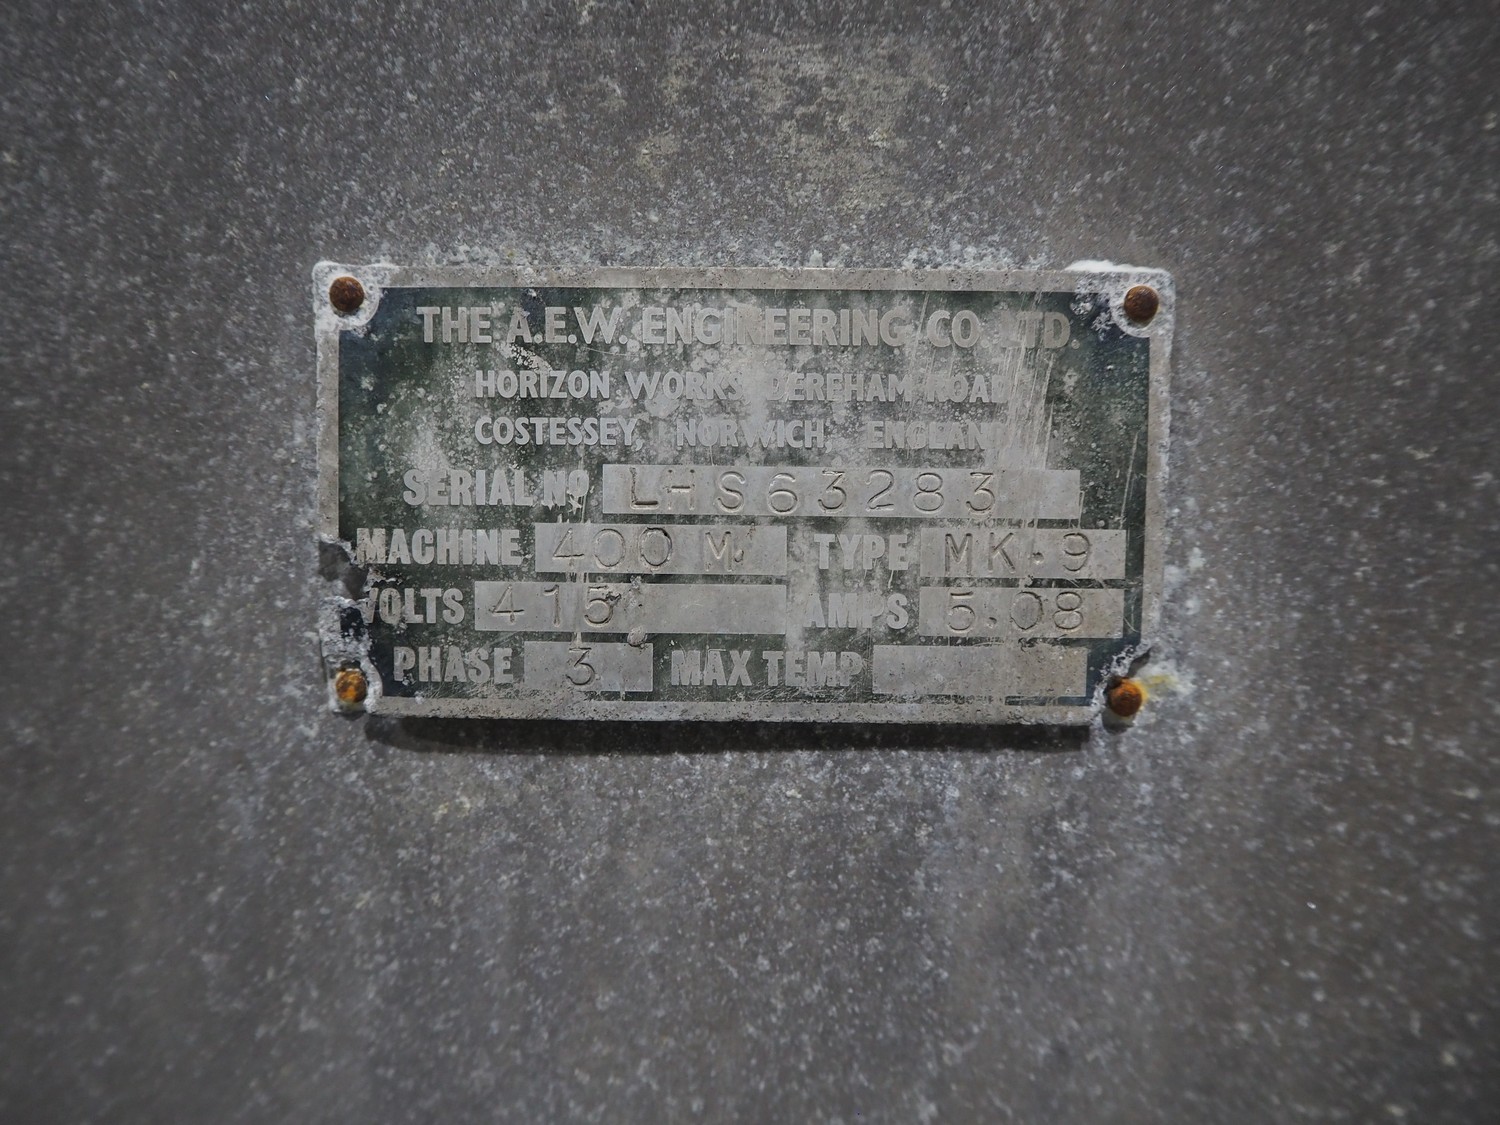 THE A.E.W. ENGINEERING CO. LTD.
HORIZON WORKS DEREHAM ROAD
COSTESSEY, NORWICH, ENGLAND
SERIAL NO LHS63283
MACHINE 400 M TYPE MK.9
VOLTS 415 AMPS 5.08
PHASE 3 MAX TEMP